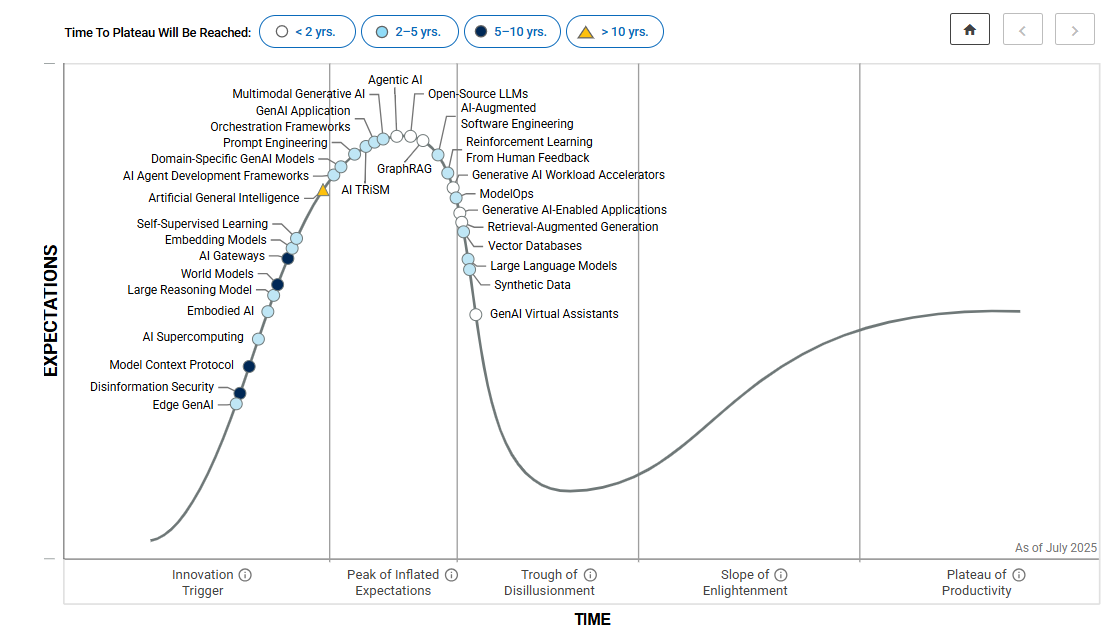 Time To Plateau Will Be Reached:
< 2 yrs.
2–5 yrs.
5–10 yrs.
> 10 yrs.
EXPECTATIONS
Agentic AI
Multimodal Generative AI
Open-Source LLMs
GenAI Application
Orchestration Frameworks
AI-Augmented
Software Engineering
Prompt Engineering
Reinforcement Learning
From Human Feedback
Domain-Specific GenAI Models
GraphRAG
AI Agent Development Frameworks
Generative AI Workload Accelerators
AI TRiSM
Artificial General Intelligence
ModelOps
Generative AI-Enabled Applications
Self-Supervised Learning
Retrieval-Augmented Generation
Embedding Models
Vector Databases
AI Gateways
Large Language Models
World Models
Synthetic Data
Large Reasoning Model
Embodied AI
GenAI Virtual Assistants
AI Supercomputing
Model Context Protocol
Disinformation Security
Edge GenAI
As of July 2025
Innovation
Trigger
Peak of Inflated
Expectations
Trough of
Disillusionment
Slope of
Enlightenment
Plateau of
Productivity
TIME